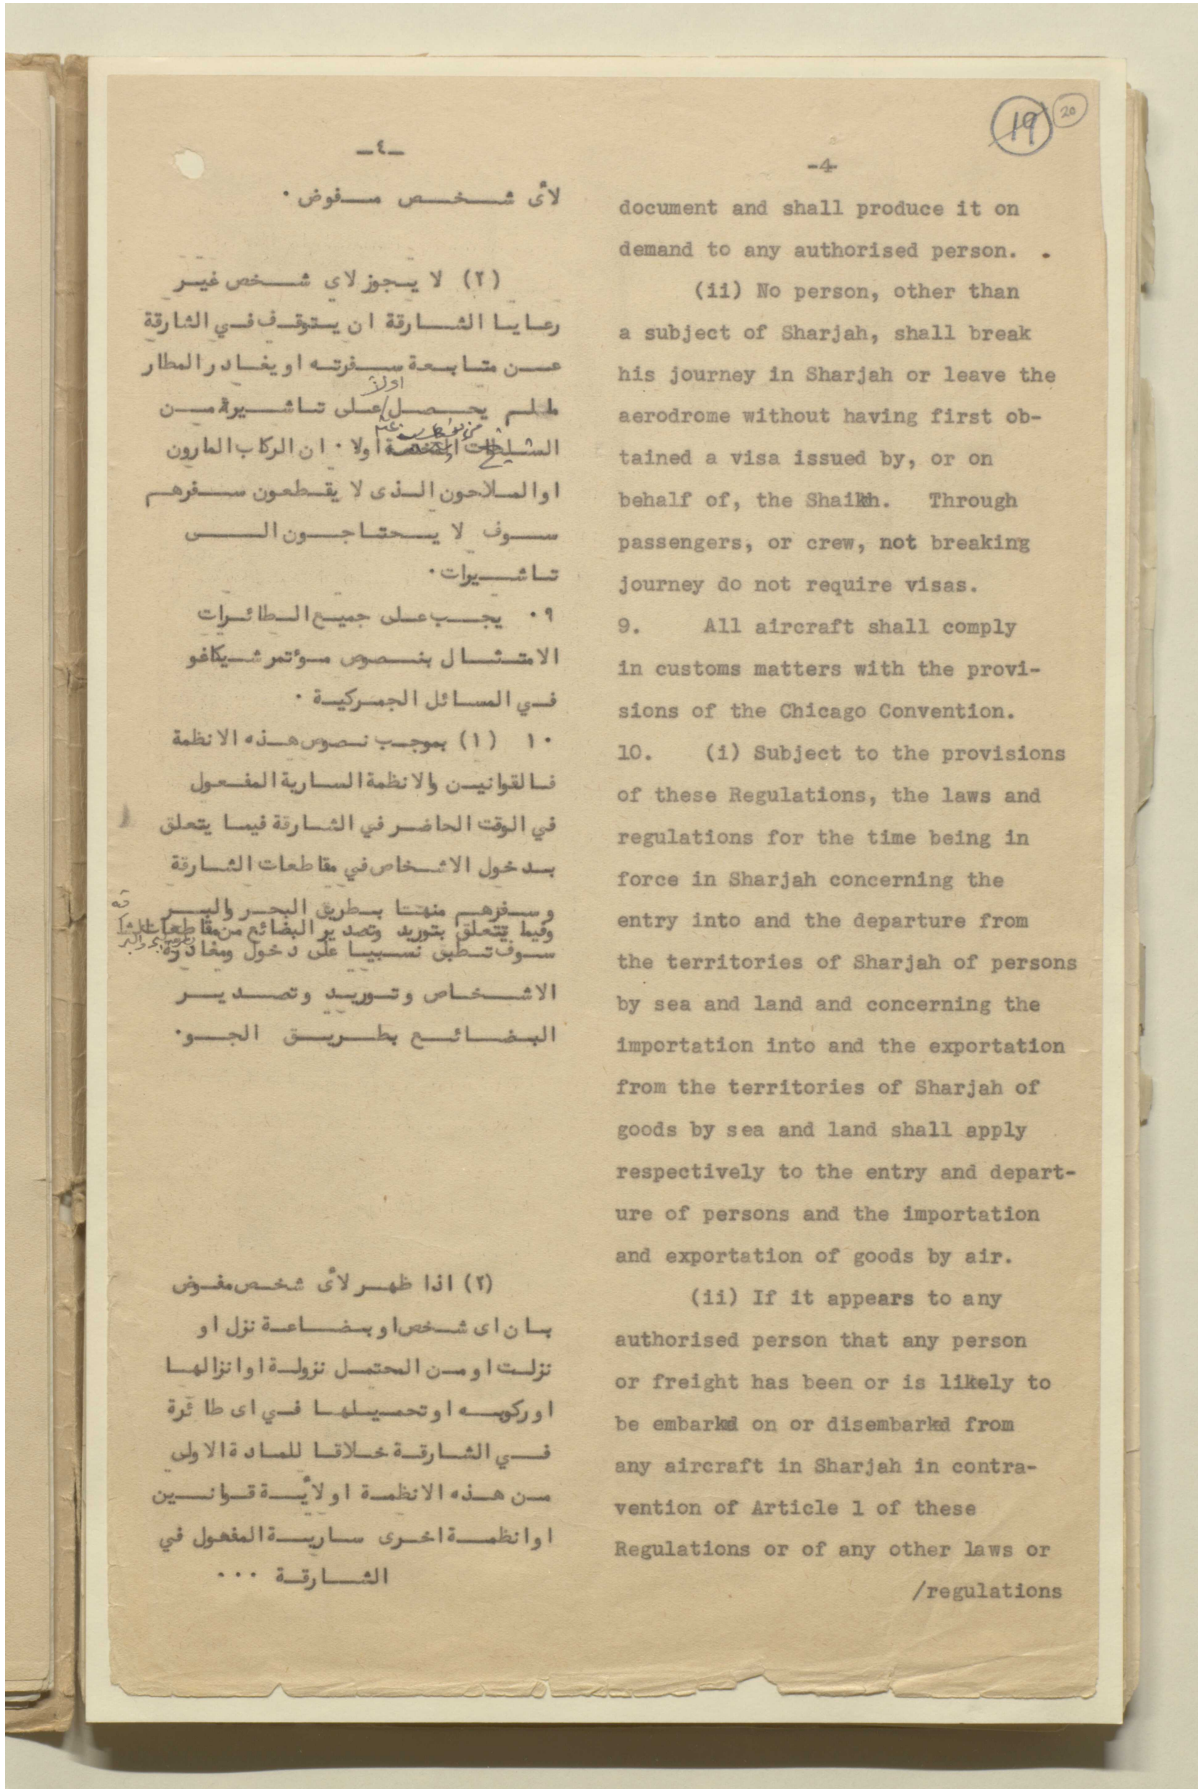 19
20
-4-
document and shall produce it on
demand to any authorised person. .
(ii) No person, other than
a subject of Sharjah, shall break
his journey in Sharjah or leave the
aerodrome without having first ob-
tained a visa issued by, or on
behalf of, the Shaikh. Through
passengers, or crew, not breaking
journey do not require visas.
9. All aircraft shall comply
in customs matters with the provi-
sions of the Chicago Convention.
10. (i) Subject to the provisions
of these Regulations, the laws and
regulations for the time being in
force in Sharjah concerning the
entry into and the departure from
the territories of Sharjah of persons
by sea and land and concerning the
importation into and the exportation
from the territories of Sharjah of
goods by sea and land shall apply
respectively to the entry and depart-
ure of persons and the importation
and exportation of goods by air.
(ii) If it appears to any
authorised person that any person
or freight has been or is likely to
be embarked on or disembarked from
any aircraft in Sharjah in contra-
vention of Article 1 of these
Regulations or of any other laws or
/regulations
-٤-
لأى شخص مفوض ٠
(٢) لا يجوز لاي شخص غير
رعايا الشارقة ان يتوقف في الشارقة
عن متابعة سفرته او يغادر المطار
اولا
ملم يحصل / على تاشيرة من
اولا ٠ ان الركاب المارون
او الملاحون الذى لا يقطعون سفرهم
سوف لا يحتاجون الى
تاشيرات ٠
٩ ٠ يجب على جميع الطائرات
الامتثال بنصوص مؤتمر شيكاغو
في المسائل الجمركية ٠
١٠ (١) بموجب نصوص هذه الانظمة
فالقوانين والانظمة السارية المفعول
في الوقت الحاضر في الشارقة فيما يتعلق
بدخول الاشخاص في مقاطعات الشارقة
وسفرهم منها بطريق البحر والبر
وفيما يتعلق بتوريد وتصدير البضائع من مقاطعات الشارقة
سوف تطبق نسبيا على دخول ومغادرة
الاشخاص وتوريد وتصدير
البضائع بطريق الجو٠
(٢) اذا ظهر لأى شخص مفوض
بان اى شخص او بضاعة نزل او
نزلت او من المحتمل نزولة او انزالها
او ركوبه او تحميلها في اى طائرة
في الشارقة خلافا للمادة الاولى
من هذه الانظمة او لأية قوانين
او انظمة اخرى سارية المفعول في
الشارقة ٠٠٠